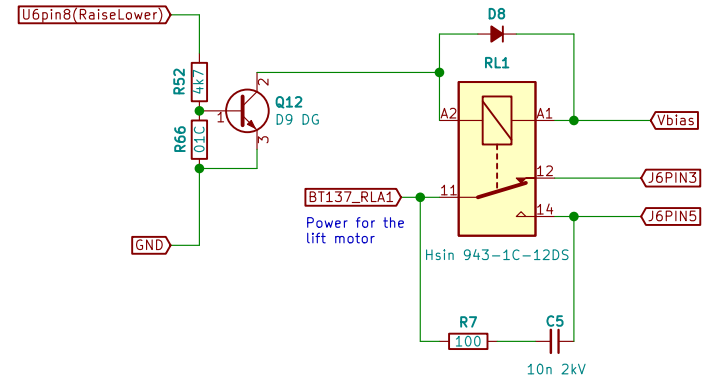 U6pin8(RaiseLower)
D8
RL1
R52
4k7
2
Q12
D9 DG
1
A2
A1
Vbias
R66
01C
3
12
J6PIN3
BT137_RLA1
11
14
J6PIN5
Power for the
lift motor
GND
Hsin 943-1C-12DS
R7
100
C5
10n 2kV